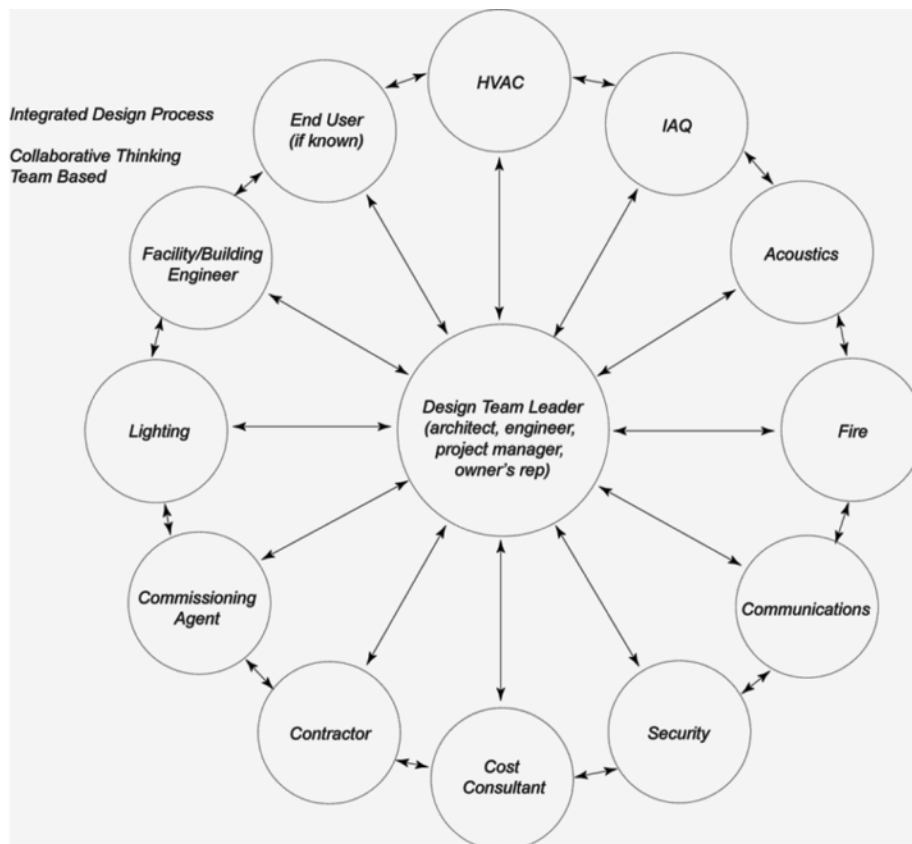 Integrated Design Process
Collaborative Thinking
Team Based
HVAC
IAQ
Acoustics
Fire
Communications
Security
Cost
Consultant
Contractor
Commissioning
Agent
Lighting
Facility/Building
Engineer
End User
(if known)
Design Team Leader
(architect, engineer,
project manager,
owner's rep)